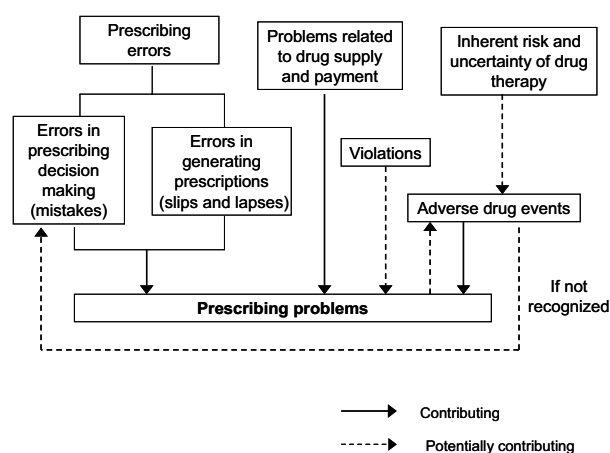 Prescribing
errors
Problems related
to drug supply
and payment
Inherent risk and
uncertainty of drug
therapy
Errors in
prescribing
decision
making
(mistakes)
Errors in
generating
prescriptions
(slips and lapses)
Violations
Adverse drug events
If not
recognized
Prescribing problems
Contributing
Potentially contributing